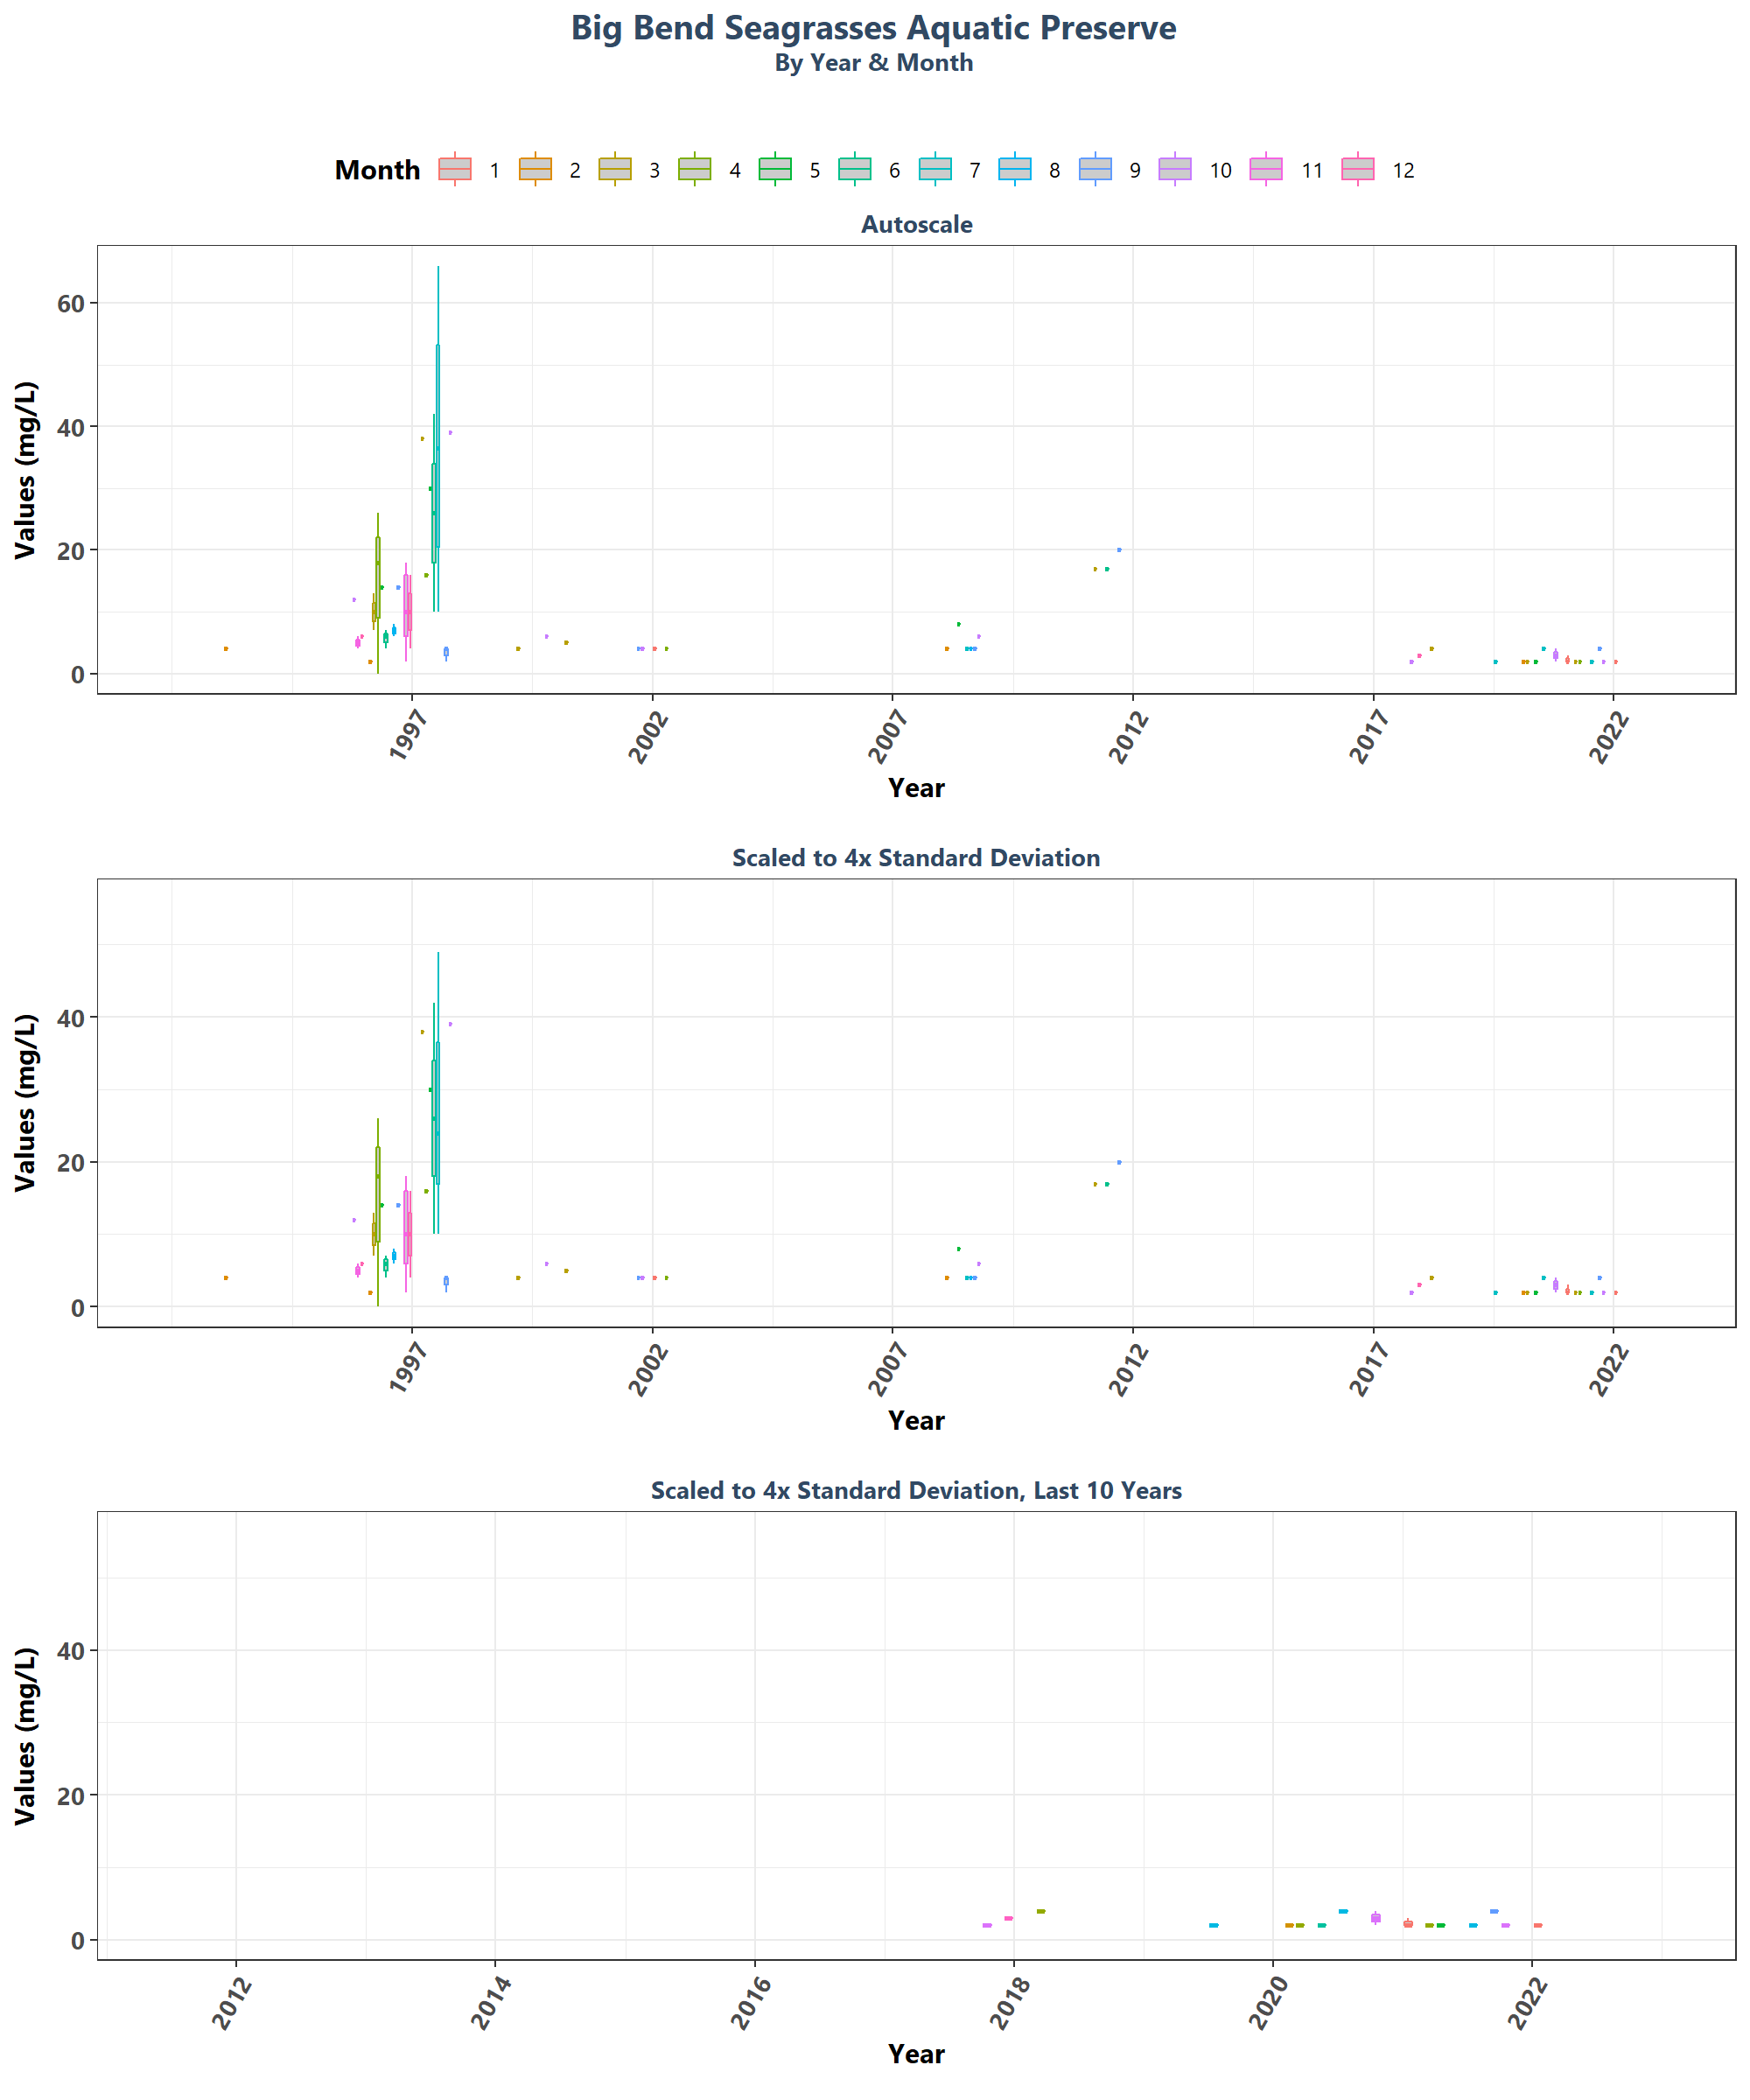 Big Bend Seagrasses Aquatic Preserve
By Year & Month
Month 1 2 3 4 5 6 7 8 9 10 11 12
Autoscale
Values (mg/L)
60
40
20
0
1997 2002 2007 2012 2017 2022
Year
Scaled to 4x Standard Deviation
Values (mg/L)
40
20
0
1997 2002 2007 2012 2017 2022
Year
Scaled to 4x Standard Deviation, Last 10 Years
Values (mg/L)
40
20
0
2012 2014 2016 2018 2020 2022
Year